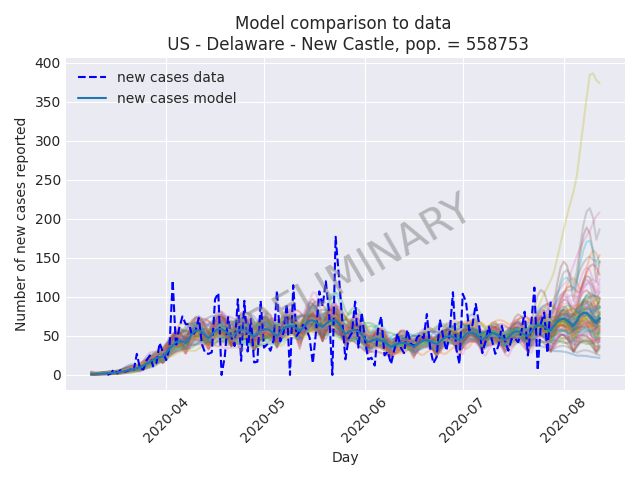 Model comparison to data
US - Delaware - New Castle, pop. = 558753
new cases data
new cases model
Number of new cases reported
400
350
300
250
200
150
100
50
0
2020-04
2020-05
2020-06
2020-07
2020-08
Day